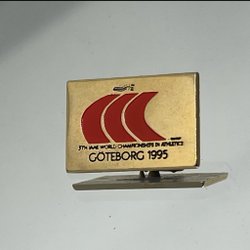 5TH IAAF WORLD CHAMPIONSHIPS IN ATHLETICS
GÖTEBORG 1995